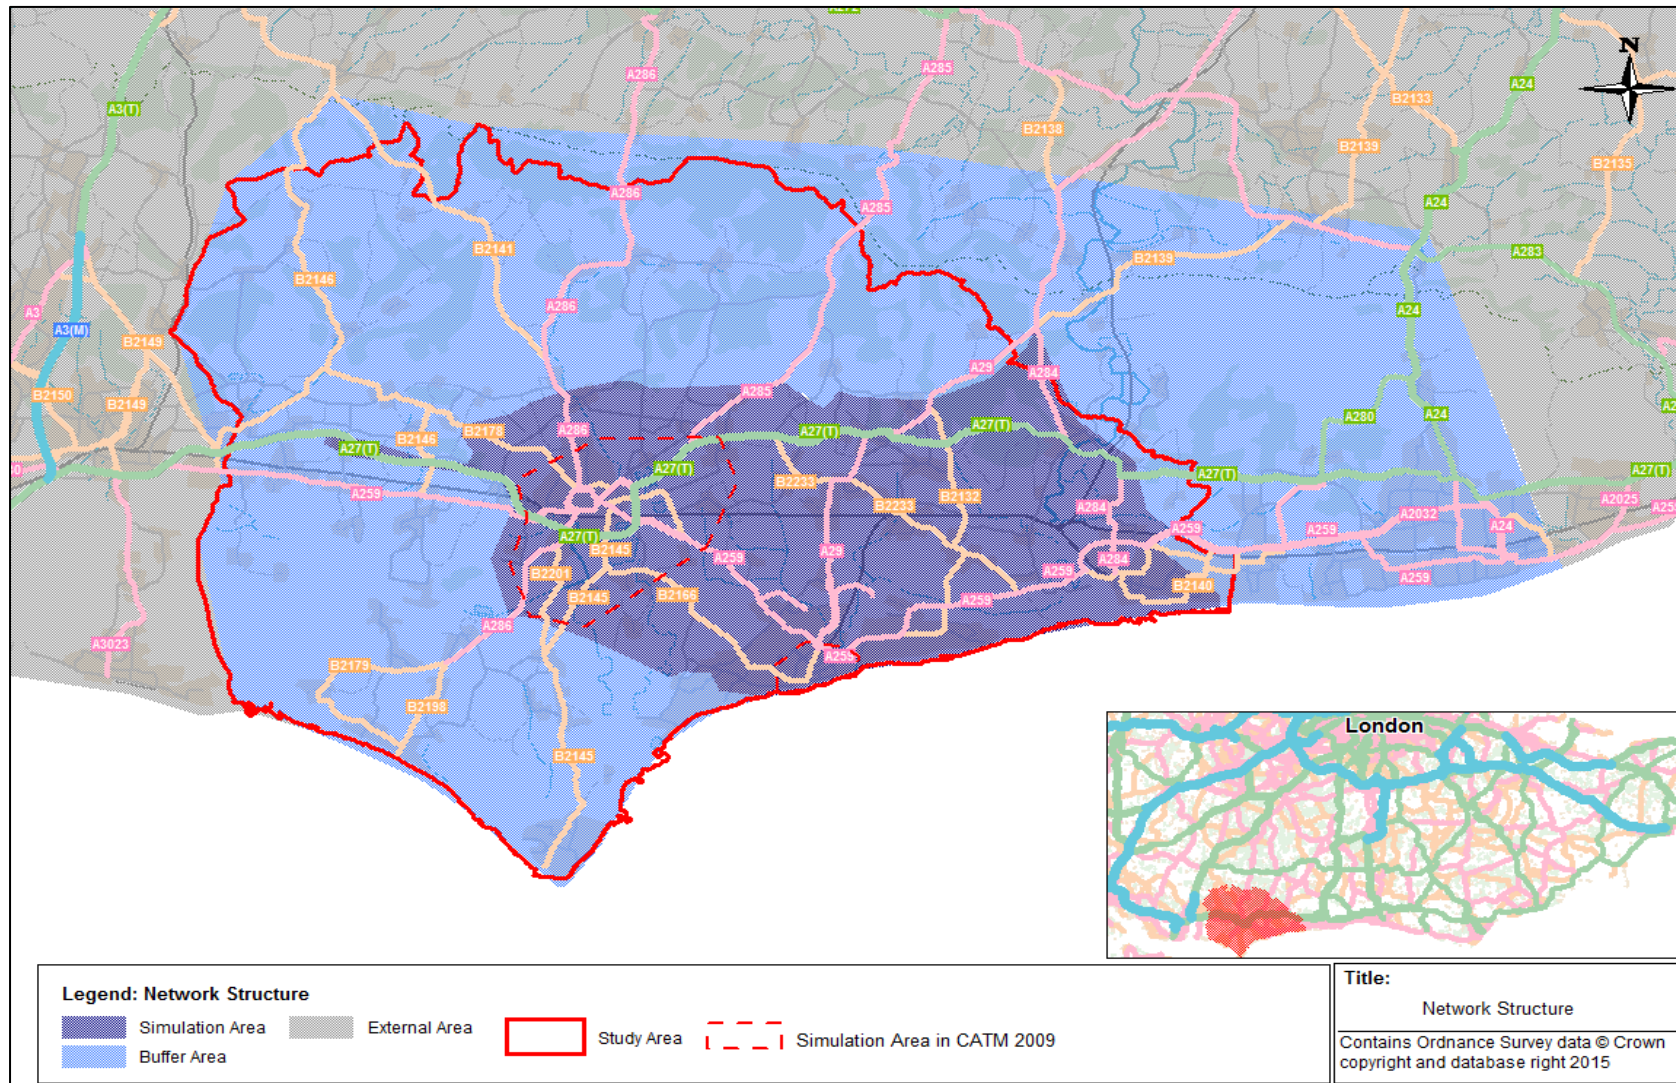 A272
N
A286
A285
A24
A3(T)
B2133
B2138
B2139
B2135
A286
A285
A24
B2141
A283
B2139
B2146
A286
A3
A24
A3(M)
B2149
A29
A284
A285
B2150
B2149
A280
A24
B2146
B2178
A286
A27(T)
A27(T)
A27(T)
A27(T)
A27(T)
A27(T)
B2233
A259
B2132
A2025
B2233
A284
A259
A259
A2032
A24
A259
A27(T)
B2145
A29
A259
A284
B2201
A259
A259
B2140
B2145
B2166
A259
A286
A3023
A259
B2179
B2198
B2145
London
Legend: Network Structure
Simulation Area
External Area
Study Area
Simulation Area in CATM 2009
Buffer Area
Title:
Network Structure
Contains Ordnance Survey data © Crown
copyright and database right 2015